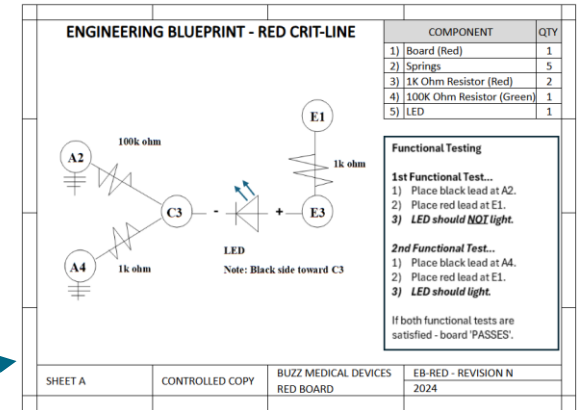 ENGINEERING BLUEPRINT - RED CRIT-LINE
COMPONENT QTY
1) Board (Red) 1
2) Springs 5
3) 1K Ohm Resistor (Red) 2
4) 100K Ohm Resistor (Green) 1
5) LED 1
E1
100k ohm
A2
1k ohm
C3
-
+
E3
LED
Note: Black side toward C3
A4
1k ohm
Functional Testing
1st Functional Test...
1) Place black lead at A2.
2) Place red lead at E1.
3) LED should NOT light.
2nd Functional Test...
1) Place black lead at A4.
2) Place red lead at E1.
3) LED should light.
If both functional tests are
satisfied - board 'PASSES'.
SHEET A
CONTROLLED COPY
BUZZ MEDICAL DEVICES
RED BOARD
EB-RED - REVISION N
2024